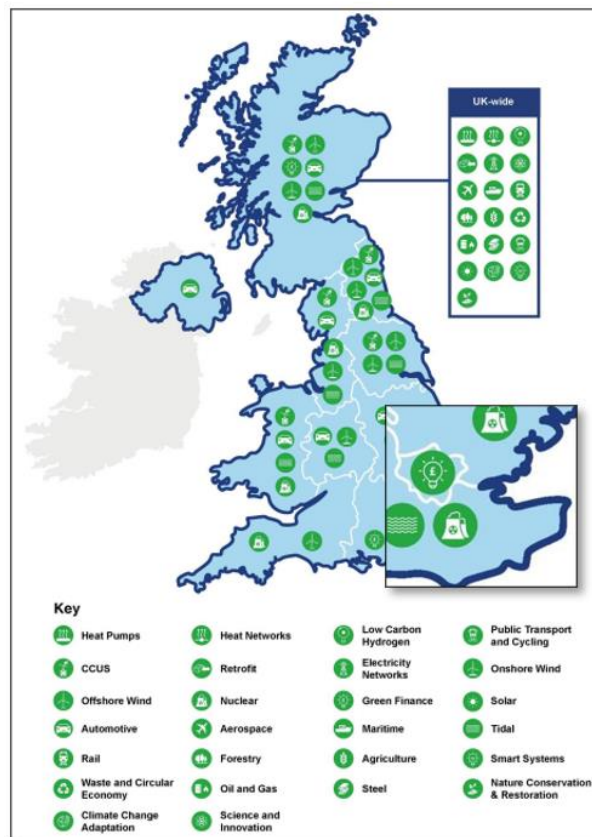 UK-wide
£
Key
Heat Pumps
Heat Networks
Low Carbon
Hydrogen
Public Transport
and Cycling
CCUS
Retrofit
Electricity
Networks
Onshore Wind
Offshore Wind
Nuclear
Green Finance
Solar
Automotive
Aerospace
Maritime
Tidal
Rail
Forestry
Agriculture
Smart Systems
Waste and Circular
Economy
Oil and Gas
Steel
Nature Conservation
& Restoration
Climate Change
Adaptation
Science and
Innovation